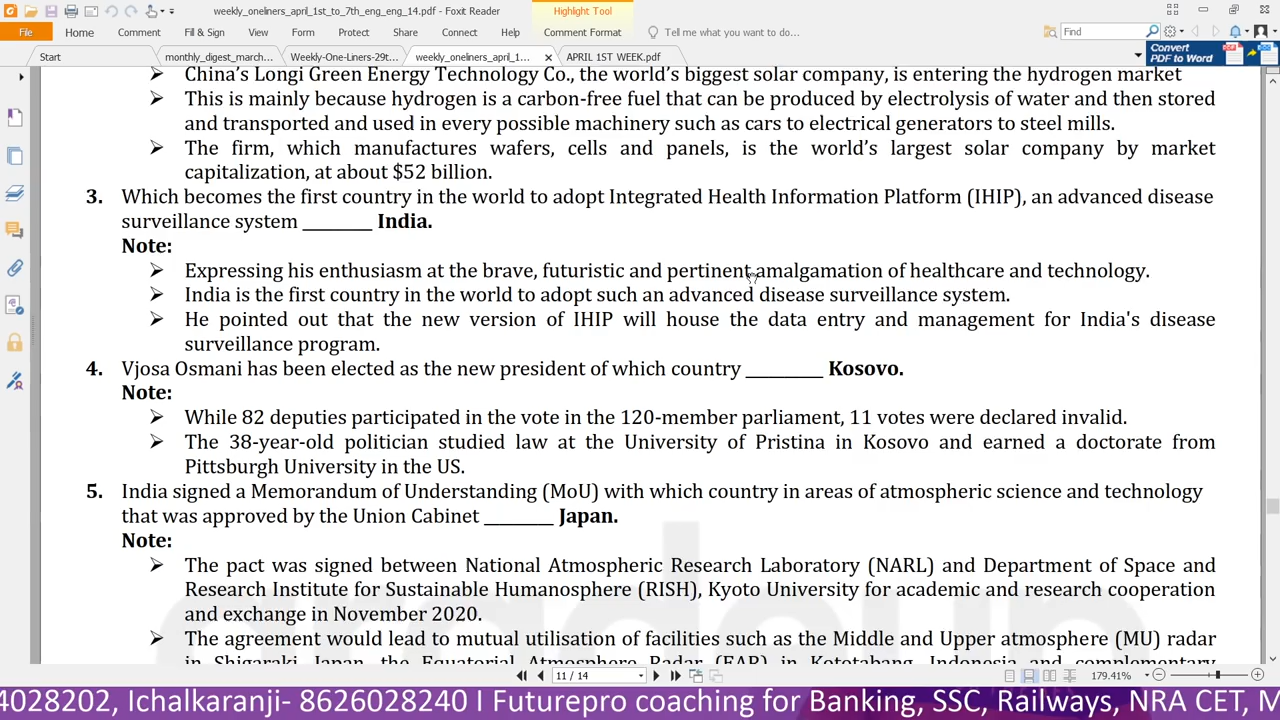 weekly_oneliners_april_1st_to_7th_eng_eng_14.pdf - Foxit Reader
Highlight Tool
File
Home
Comment
Fill & Sign
View
Form
Protect
Share
Connect
Help
Comment Format
Tell me what you want to do...
Find
Start
monthly_digest_march...
Weekly-One-Liners-29t...
weekly_oneliners_april_1...
APRIL 1ST WEEK.pdf
Convert
PDF to Word
China's Longi Green Energy Technology Co., the world's biggest solar company, is entering the hydrogen market
This is mainly because hydrogen is a carbon-free fuel that can be produced by electrolysis of water and then stored
and transported and used in every possible machinery such as cars to electrical generators to steel mills.
The firm, which manufactures wafers, cells and panels, is the world's largest solar company by market
capitalization, at about $52 billion.
3. Which becomes the first country in the world to adopt Integrated Health Information Platform (IHIP), an advanced disease
surveillance system ________ India.
Note:
Expressing his enthusiasm at the brave, futuristic and pertinent amalgamation of healthcare and technology.
India is the first country in the world to adopt such an advanced disease surveillance system.
He pointed out that the new version of IHIP will house the data entry and management for India's disease
surveillance program.
4. Vjosa Osmani has been elected as the new president of which country _________ Kosovo.
Note:
While 82 deputies participated in the vote in the 120-member parliament, 11 votes were declared invalid.
The 38-year-old politician studied law at the University of Pristina in Kosovo and earned a doctorate from
Pittsburgh University in the US.
5. India signed a Memorandum of Understanding (MoU) with which country in areas of atmospheric science and technology
that was approved by the Union Cabinet ________ Japan.
Note:
The pact was signed between National Atmospheric Research Laboratory (NARL) and Department of Space and
Research Institute for Sustainable Humanosphere (RISH), Kyoto University for academic and research cooperation
and exchange in November 2020.
The agreement would lead to mutual utilisation of facilities such as the Middle and Upper atmosphere (MU) radar
in Shigaraki, Japan, the Equatorial Atmosphere Radar (EAR) in Kototabang, Indonesia and complementary
11 / 14
179.41%
4028202, Ichalkaranji- 8626028240 I Futurepro coaching for Banking, SSC, Railways, NRA CET, M